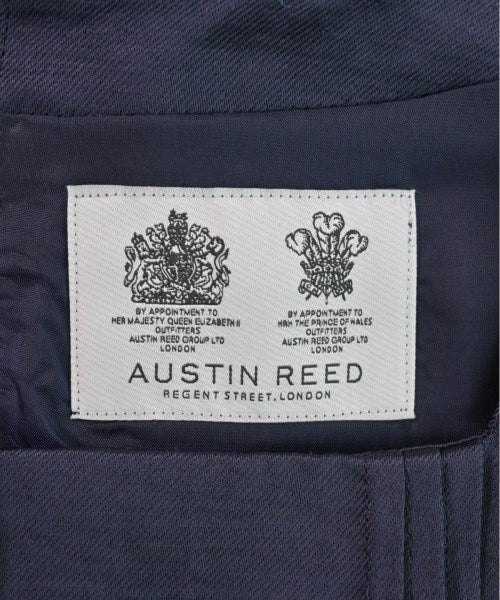 BY APPOINTMENT TO
HER MAJESTY QUEEN ELIZABETH II
OUTFITTERS
AUSTIN REED GROUP LTD
LONDON
BY APPOINTMENT TO
HRH THE PRINCE OF WALES
OUTFITTERS
AUSTIN REED GROUP LTD
LONDON
AUSTIN REED
REGENT STREET, LONDON